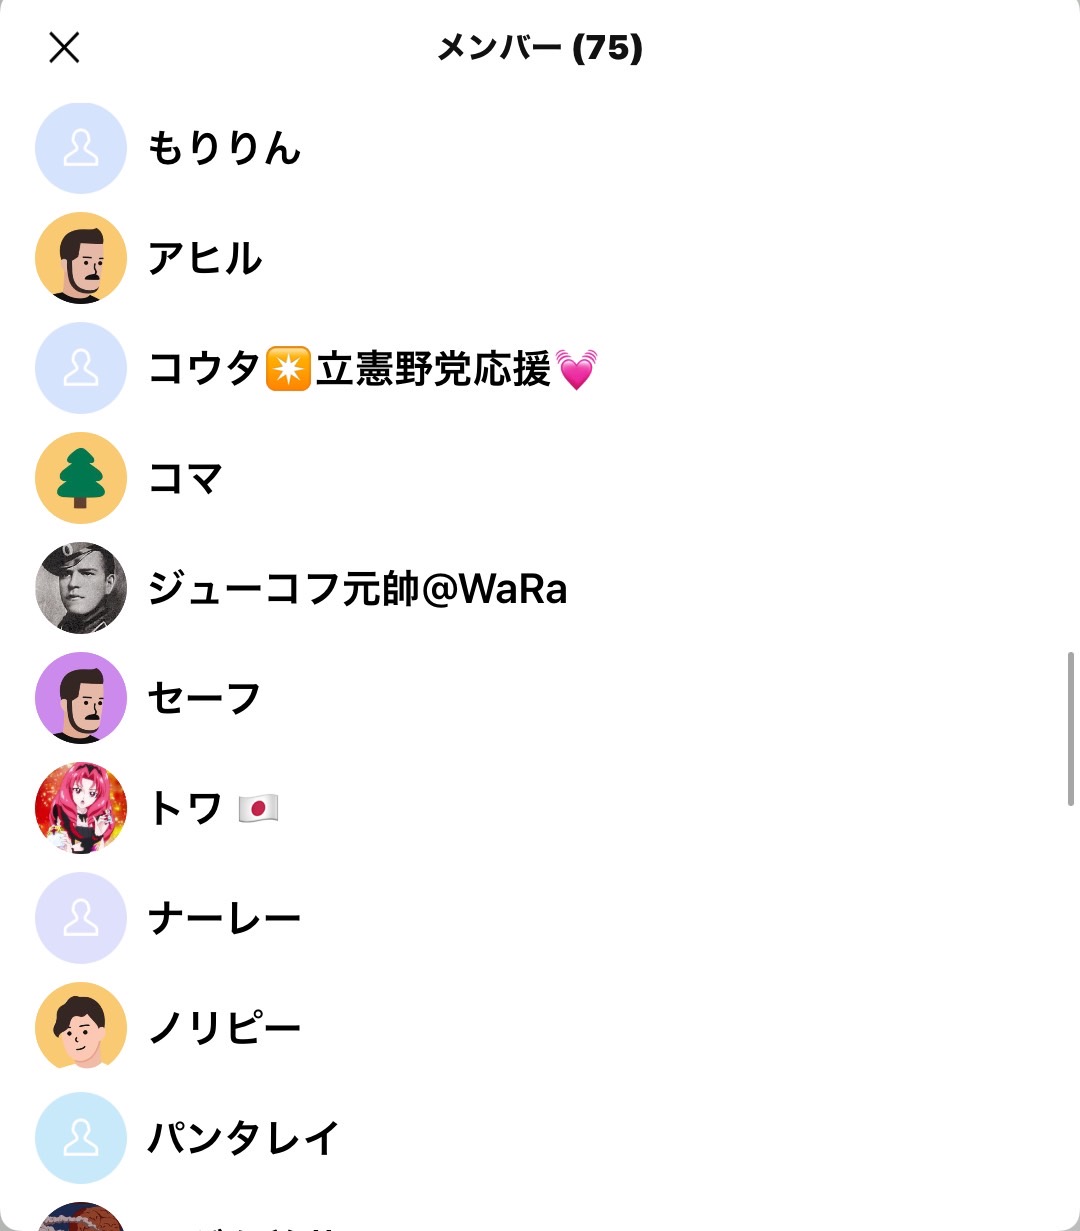 メンバー (75)
もりりん
アヒル
コウタ✴️立憲野党応援💓
コマ
ジューコフ元帥@WaRa
セーフ
トワ 🇯🇵
ナーレー
ノリピー
パンタレイ